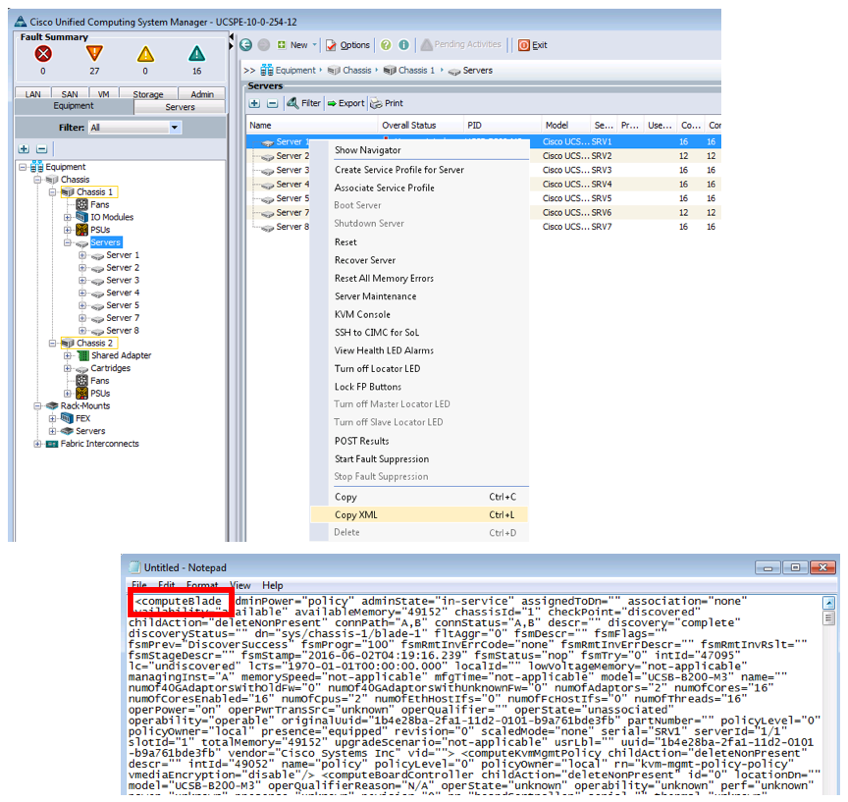 Cisco Unified Computing System Manager - UCSPE-10-0-254-12
Fault Summary
0 27 0 16
New Options Pending Activities Exit
>> Equipment Chassis Chassis 1 Servers
Servers
LAN SAN VM Storage Admin
Equipment Servers
Filter: All
Filter Export Print
Name Overall Status PID Model Se... Pr... Use... Co... Cor
Equipment
Chassis
Chassis 1
Fans
IO Modules
PSUs
Servers
Server 1
Server 2
Server 3
Server 4
Server 5
Server 7
Server 8
Chassis 2
Shared Adapter
Cartridges
Fans
PSUs
Rack-Mounts
FEX
Servers
Fabric Interconnects
Server 1 Cisco UCS... SRV1 16 16
Server 2 Cisco UCS... SRV2 12 12
Server 3 Cisco UCS... SRV3 16 16
Server 4 Cisco UCS... SRV4 16 16
Server 5 Cisco UCS... SRV5 16 16
Server 7 Cisco UCS... SRV6 12 12
Server 8 Cisco UCS... SRV7 16 16
Show Navigator
Create Service Profile for Server
Associate Service Profile
Boot Server
Shutdown Server
Reset
Recover Server
Reset All Memory Errors
Server Maintenance
KVM Console
SSH to CIMC for SoL
View Health LED Alarms
Turn off Locator LED
Lock FP Buttons
Turn off Master Locator LED
Turn off Slave Locator LED
POST Results
Start Fault Suppression
Stop Fault Suppression
Copy Ctrl+C
Copy XML Ctrl+L
Delete Ctrl+D
Untitled - Notepad
File Edit Format View Help
<computeBlade adminPower="policy" adminState="in-service" assignedToDn="" association="none"
availability="available" availableMemory="49152" chassisId="1" checkPoint="discovered"
childAction="deleteNonPresent" connPath="A,B" connStatus="A,B" descr="" discovery="complete"
discoveryStatus="" dn="sys/chassis-1/blade-1" fltAggr="0" fsmDescr="" fsmFlags=""
fsmPrev="DiscoverSuccess" fsmProgr="100" fsmRmtInvErrCode="none" fsmRmtInvErrDescr="" fsmRmtInvRslt=""
fsmStageDescr="" fsmStamp="2016-06-02T04:19:16.239" fsmStatus="nop" fsmTry="0" intId="47095"
lc="undiscovered" lcTs="1970-01-01T00:00:00.000" localId="" lowVoltageMemory="not-applicable"
managingInst="A" memorySpeed="not-applicable" mfgTime="not-applicable" model="UCSB-B200-M3" name=""
numOf40GAdaptorsWithOldFw="0" numOf40GAdaptorsWithUnknownFw="0" numOfAdaptors="2" numOfCores="16"
numOfCoresEnabled="16" numOfCpus="2" numOfEthHostIfs="0" numOfFcHostIfs="0" numOfThreads="16"
operPower="on" operPwrTransSrc="unknown" operQualifier="" operState="unassociated"
operability="operable" originalUuid="1b4e28ba-2fa1-11d2-0101-b9a761bde3fb" partNumber="" policyLevel="0"
policyOwner="local" presence="equipped" revision="0" scaledMode="none" serial="SRV1" serverId="1/1"
slotId="1" totalMemory="49152" upgradeScenario="not-applicable" usrLbl="" uuid="1b4e28ba-2fa1-11d2-0101
-b9a761bde3fb" vendor="Cisco Systems Inc" vid=""> <computeKvmMgmtPolicy childAction="deleteNonPresent"
descr="" intId="49052" name="policy" policyLevel="0" policyOwner="local" rn="kvm-mgmt-policy-policy"
vmediaEncryption="disable"/> <computeBoardController childAction="deleteNonPresent" id="0" locationDn=""
model="UCSB-B200-M3" operQualifierReason="N/A" operState="unknown" operability="unknown" perf="unknown"